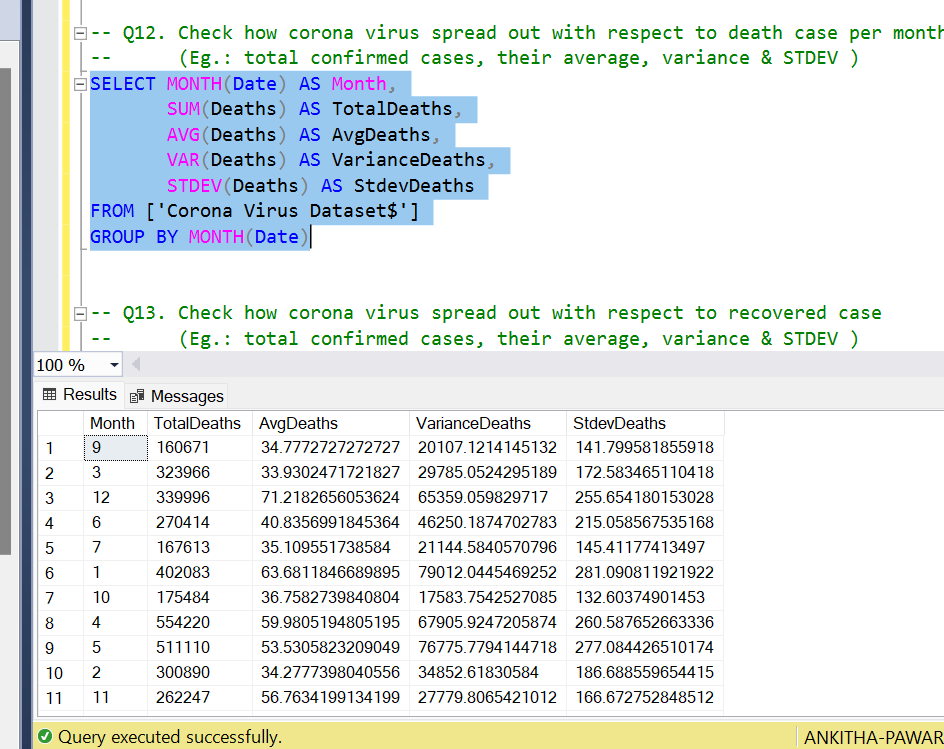 -- Q12. Check how corona virus spread out with respect to death case per month
-- (Eg.: total confirmed cases, their average, variance & STDEV )
SELECT MONTH(Date) AS Month,
SUM(Deaths) AS TotalDeaths,
AVG(Deaths) AS AvgDeaths,
VAR(Deaths) AS VarianceDeaths,
STDEV(Deaths) AS StdevDeaths
FROM ['Corona Virus Dataset$']
GROUP BY MONTH(Date)
-- Q13. Check how corona virus spread out with respect to recovered case
-- (Eg.: total confirmed cases, their average, variance & STDEV )
100 %
Results Messages
Month TotalDeaths AvgDeaths VarianceDeaths StdevDeaths
1 9 160671 34.7772727272727 20107.1214145132 141.799581855918
2 3 323966 33.9302471721827 29785.0524295189 172.583465110418
3 12 339996 71.2182656053624 65359.059829717 255.654180153028
4 6 270414 40.8356991845364 46250.1874702783 215.058567535168
5 7 167613 35.109551738584 21144.5840570796 145.41177413497
6 1 402083 63.6811846689895 79012.0445469252 281.090811921922
7 10 175484 36.7582739840804 17583.7542527085 132.60374901453
8 4 554220 59.9805194805195 67905.9247205874 260.587652663336
9 5 511110 53.5305823209049 76775.7794144718 277.084426510174
10 2 300890 34.2777398040556 34852.61830584 186.688559654415
11 11 262247 56.7634199134199 27779.8065421012 166.672752848512
Query executed successfully. ANKITHA-PAWAR